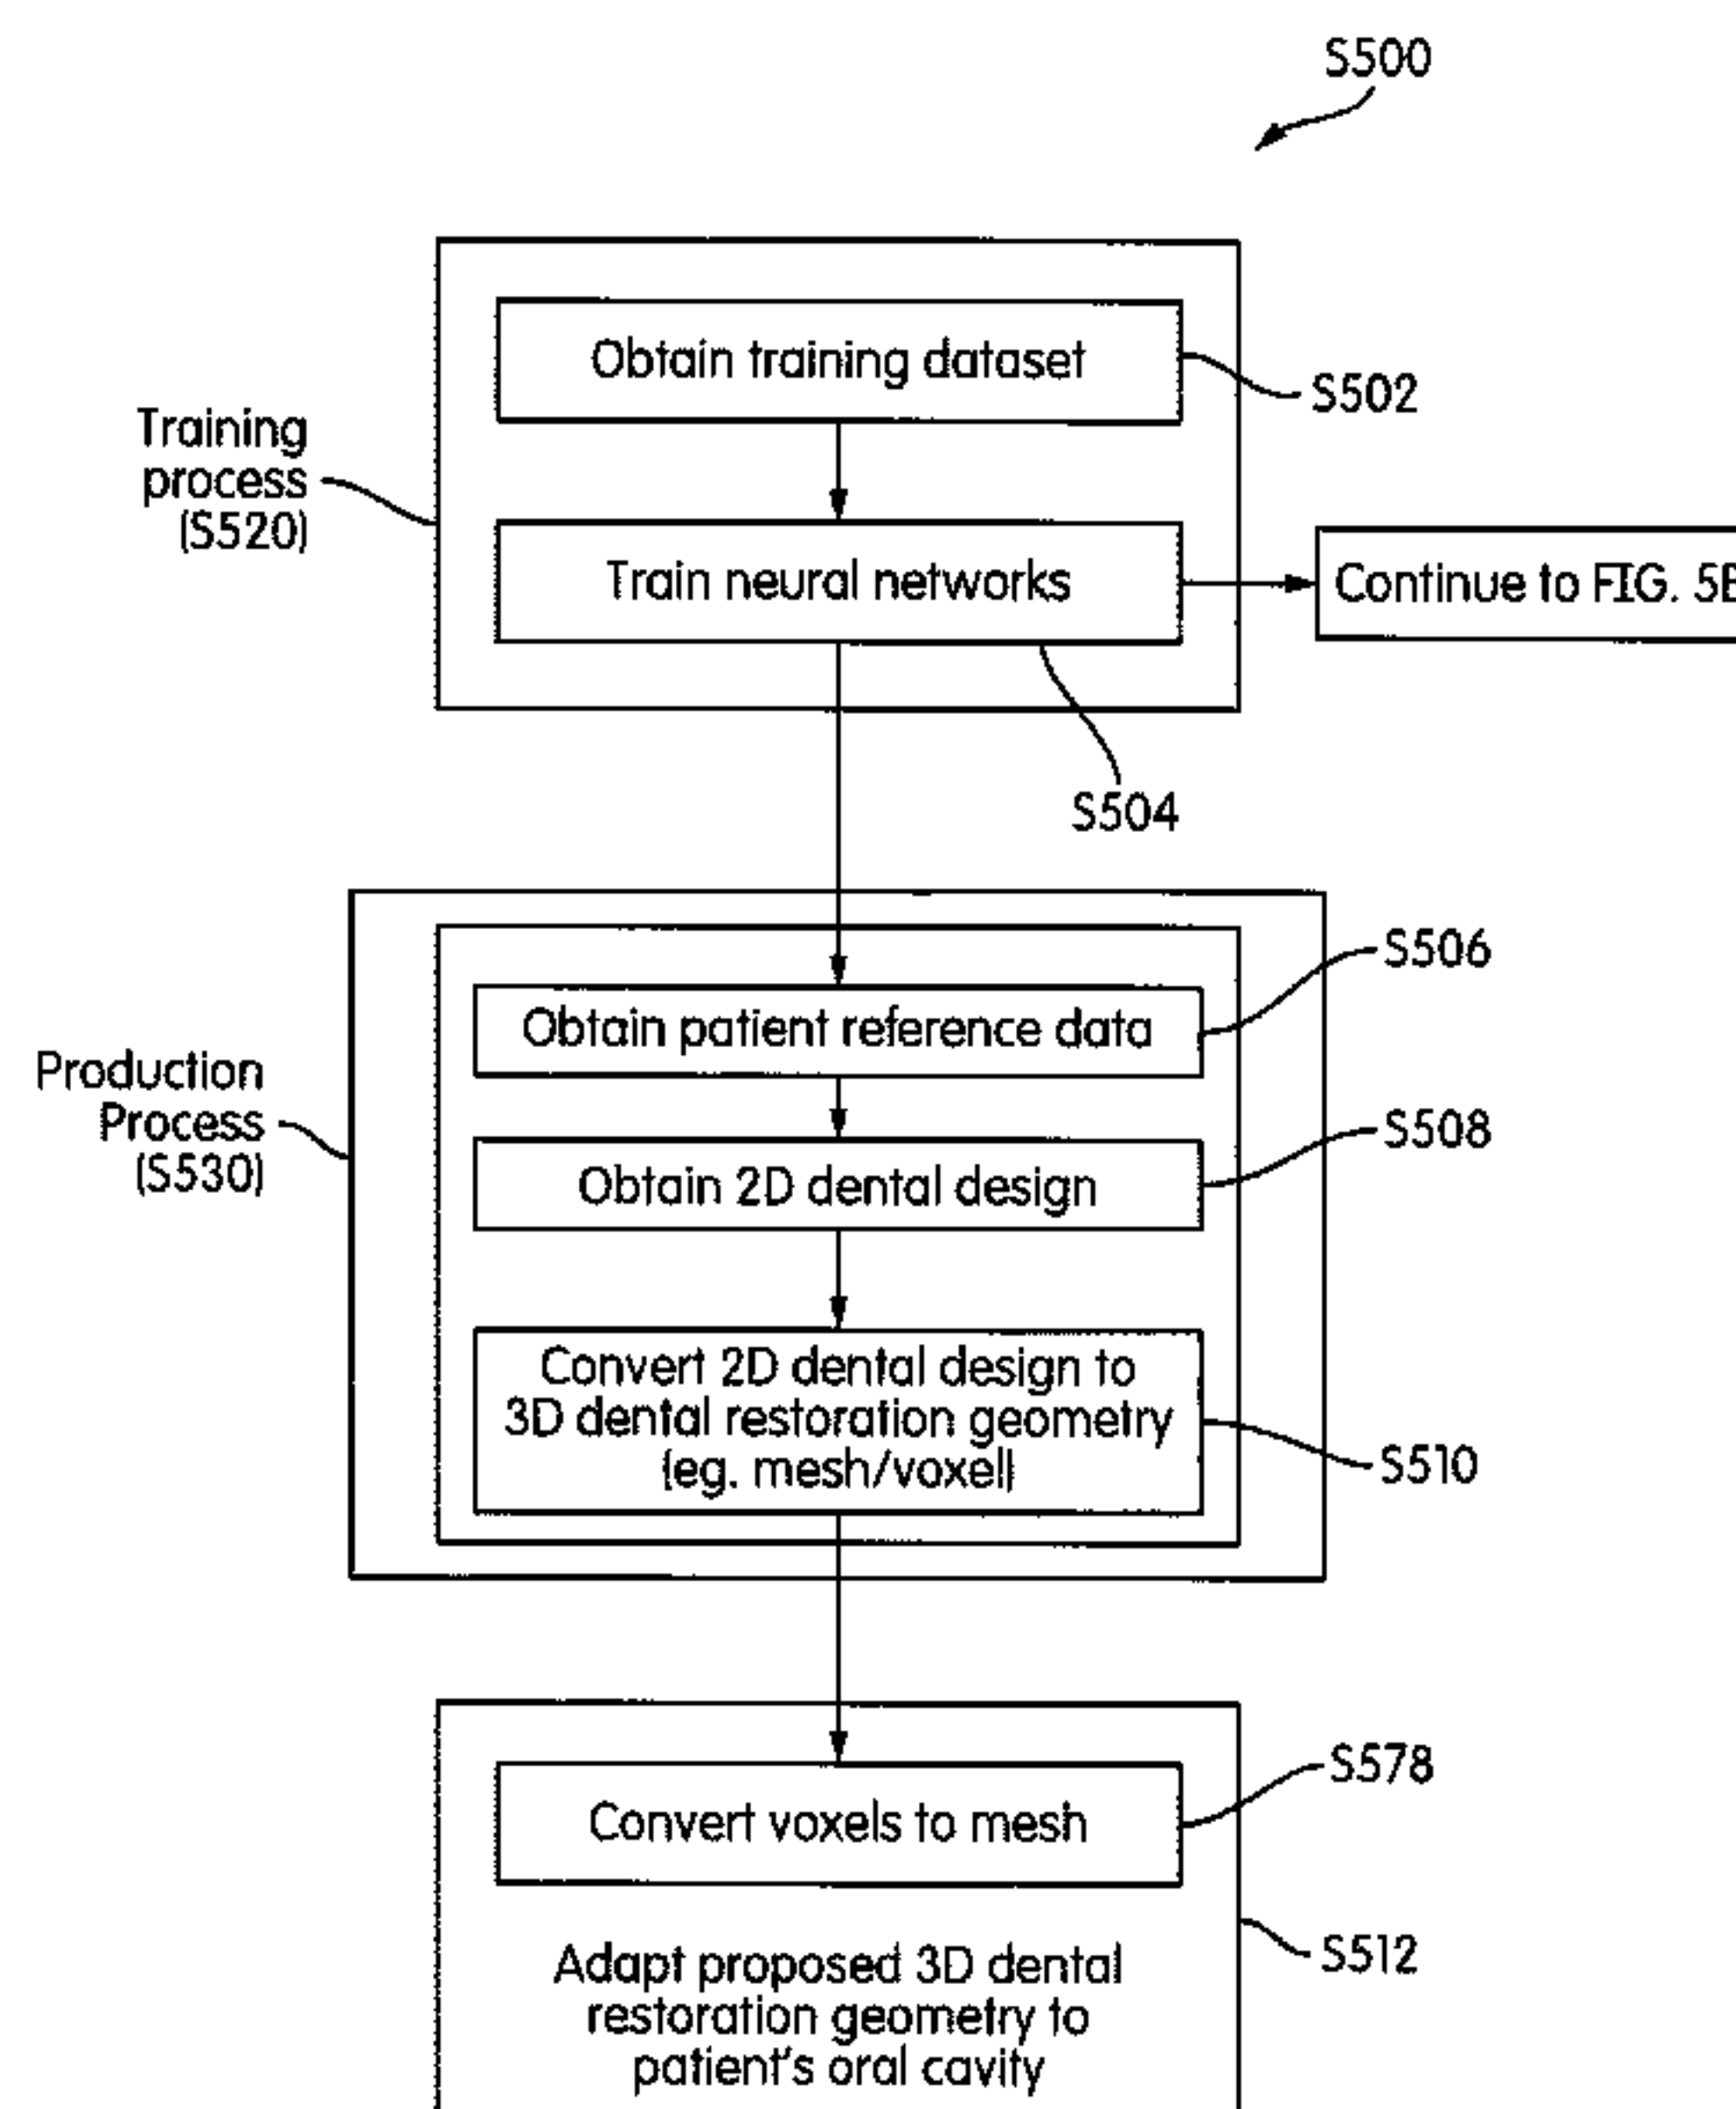 S500
Obtain training dataset
S502
Training
process
(S520)
Train neural networks
Continue to FIG. 5B
S504
S506
Obtain patient reference data
Production
Process
(S530)
S508
Obtain 2D dental design
Convert 2D dental design to
3D dental restoration geometry
(eg. mesh/voxel)
S510
S578
Convert voxels to mesh
S512
Adapt proposed 3D dental
restoration geometry to
patient's oral cavity